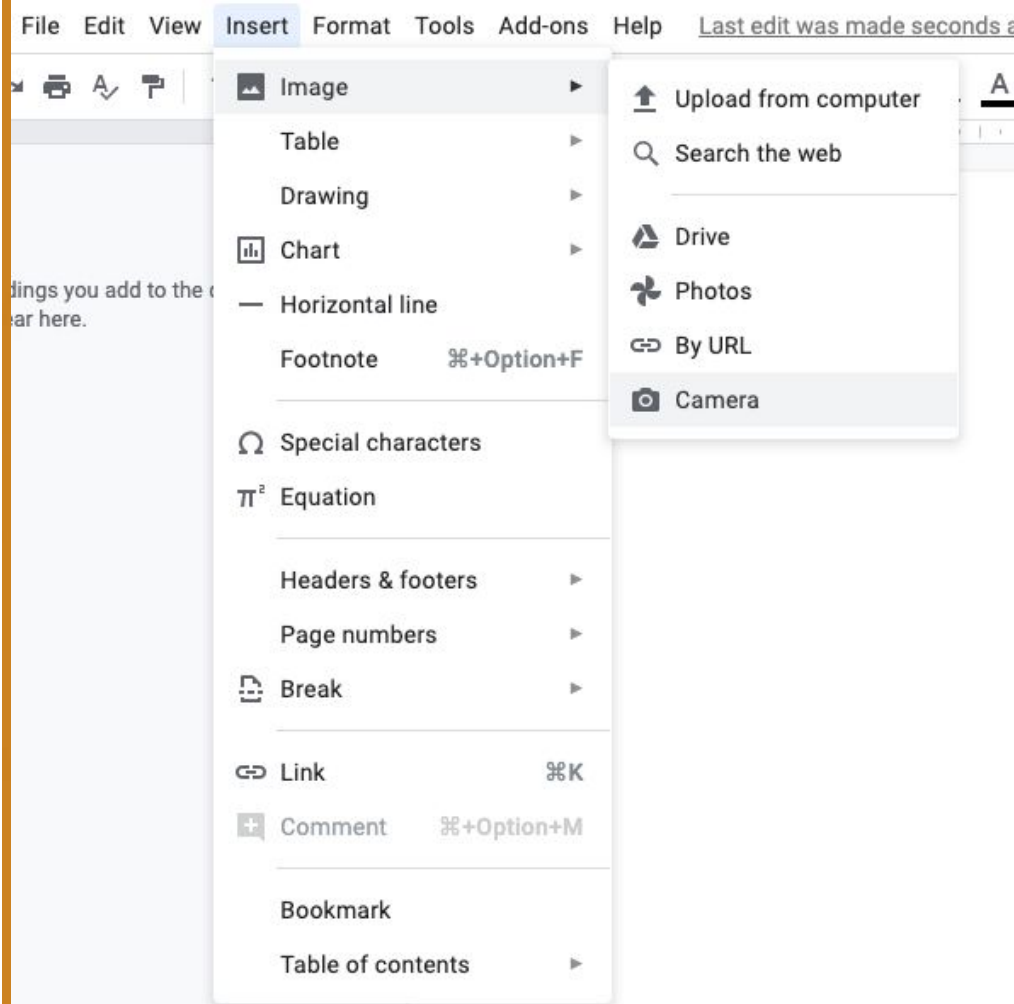 File Edit View Insert Format Tools Add-ons Help Last edit was made seconds
A
Image
Table
Drawing
Chart
Horizontal line
Footnote ⌘+Option+F
Special characters
π² Equation
Headers & footers
Page numbers
Break
Link ⌘K
Comment ⌘+Option+M
Bookmark
Table of contents
Upload from computer
Search the web
Drive
Photos
By URL
Camera
you add to the
here.